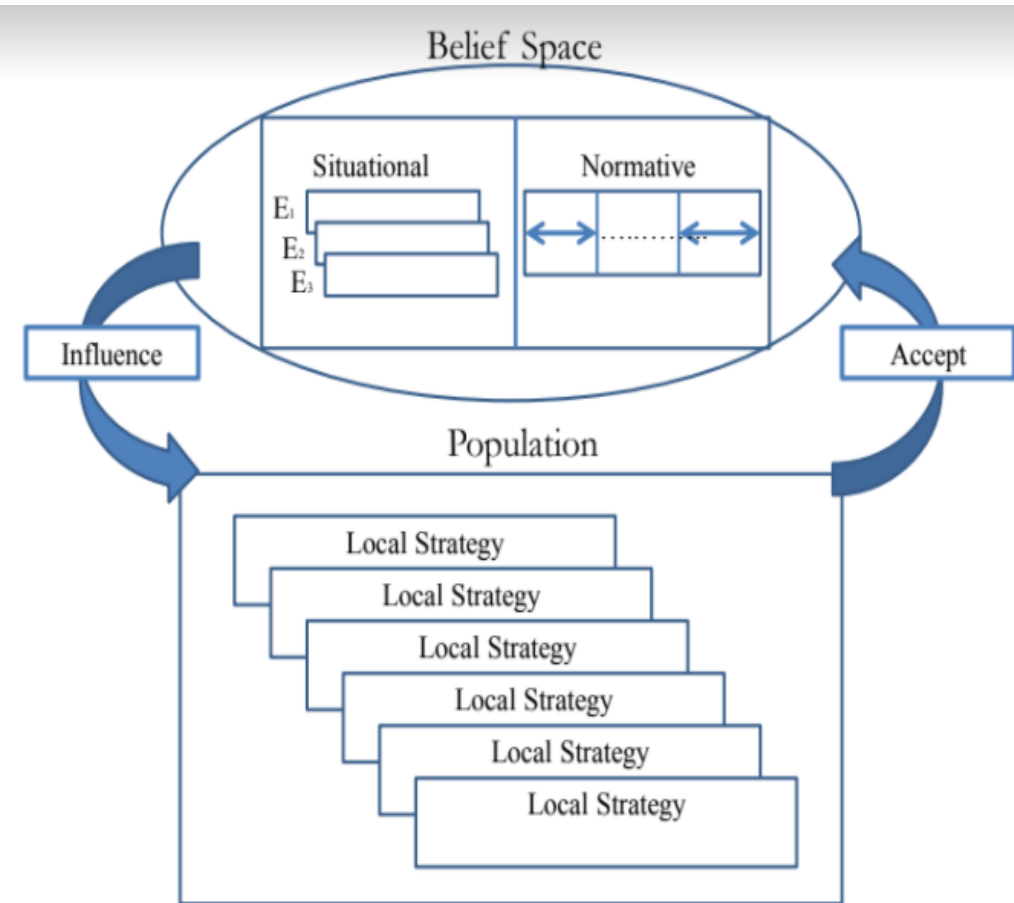 Belief Space
Situational
Normative
E₁
E₂
E₃
...........
Influence
Accept
Population
Local Strategy
Local Strategy
Local Strategy
Local Strategy
Local Strategy
Local Strategy